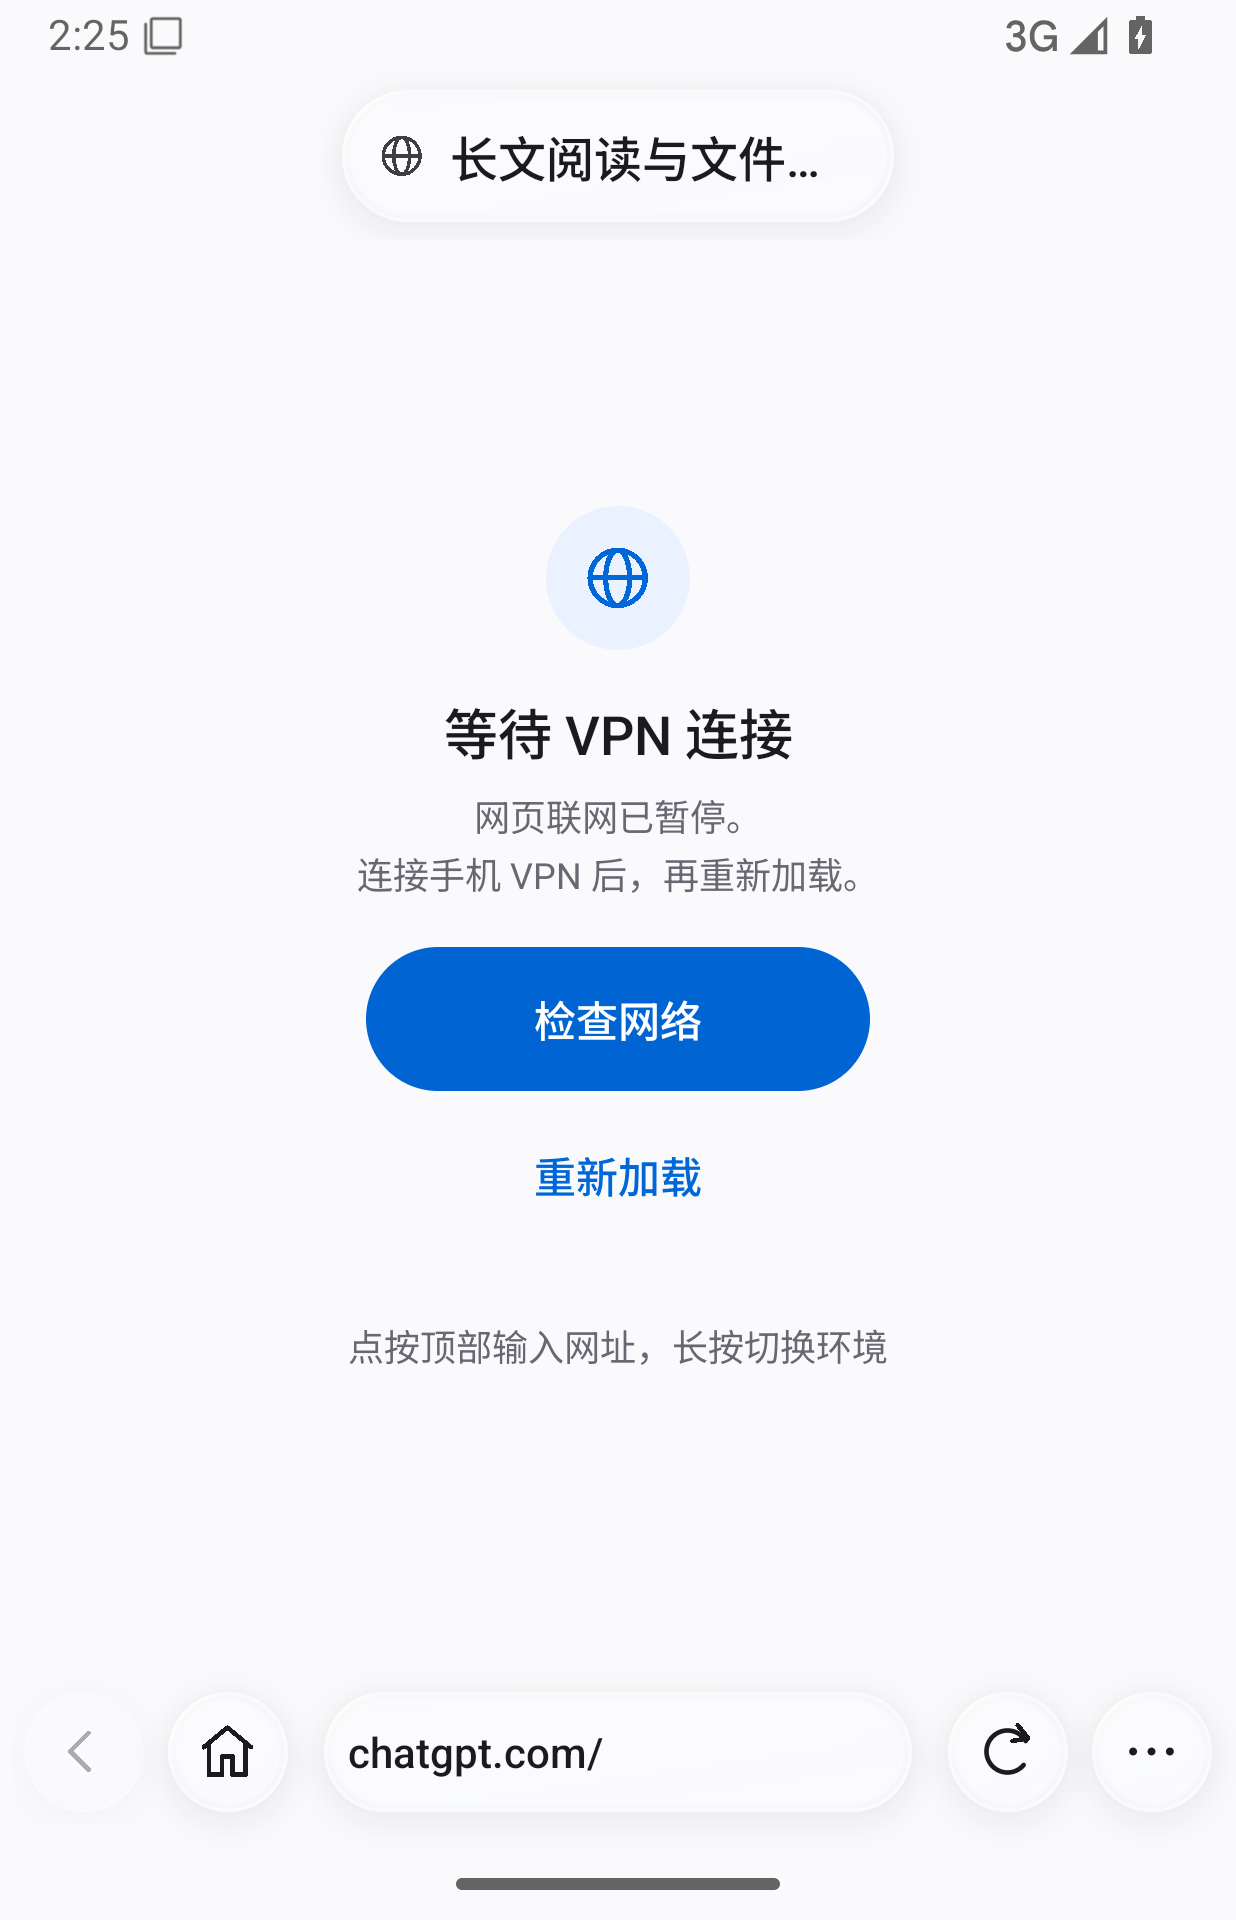 2:25
3G
长文阅读与文件...
等待 VPN 连接
网页联网已暂停。
连接手机 VPN 后，再重新加载。
检查网络
重新加载
点按顶部输入网址，长按切换环境
chatgpt.com/